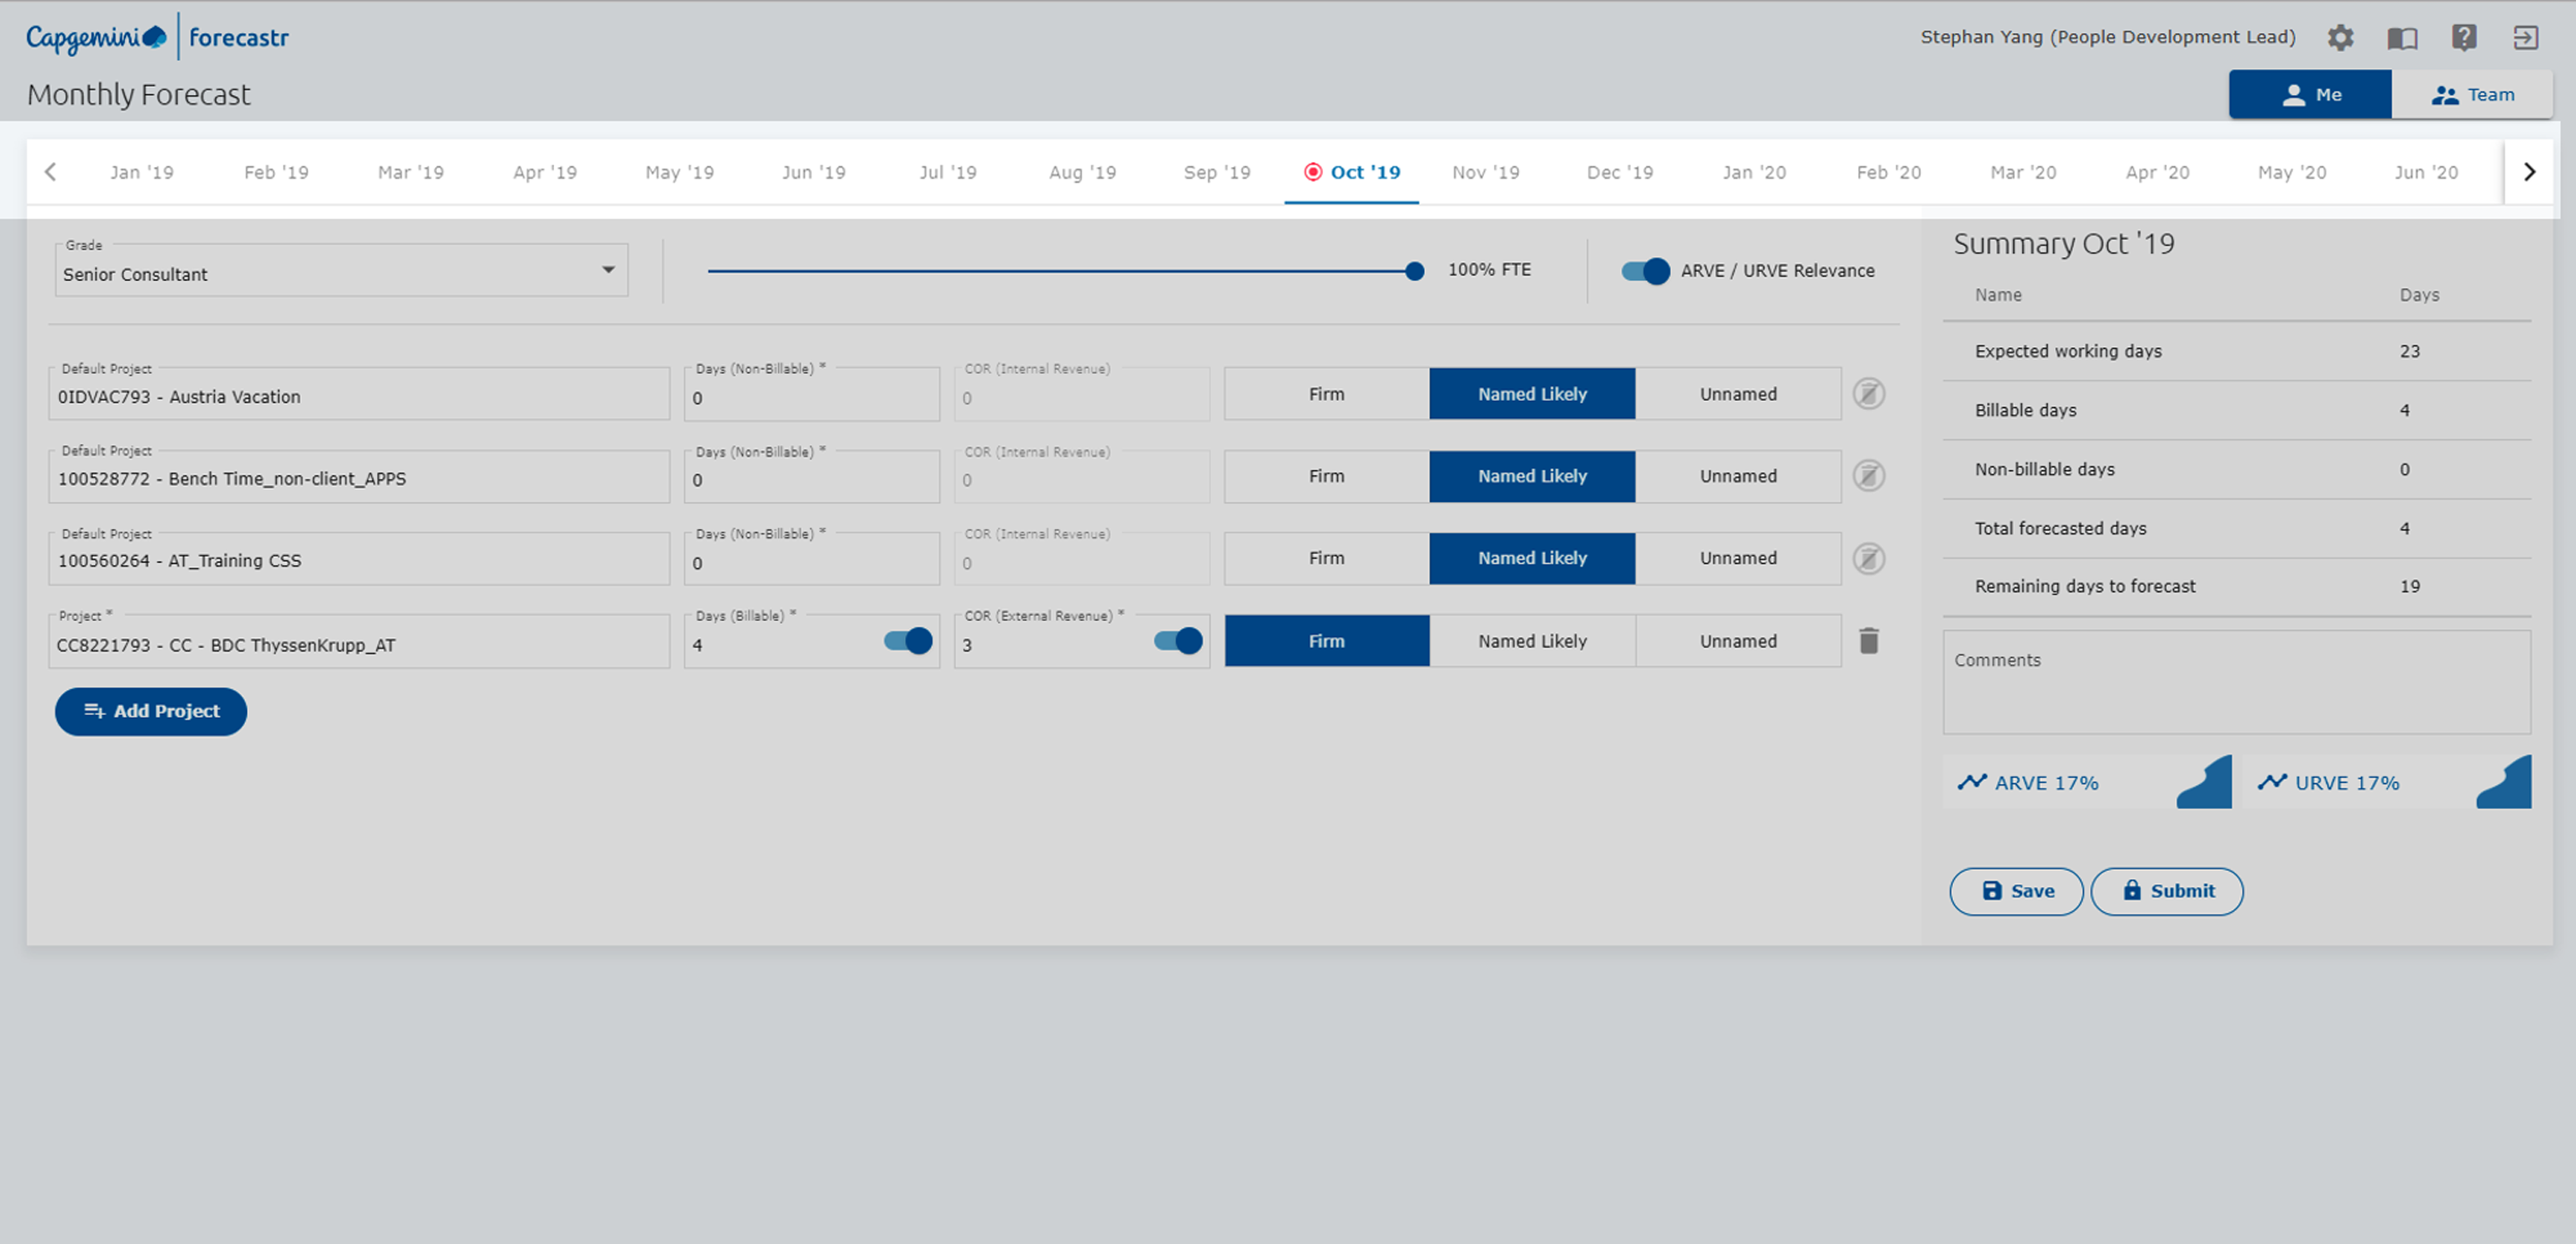 Capgemini forecastr
Stephan Yang (People Development Lead)
Monthly Forecast
Me Team
Jan '19 Feb '19 Mar '19 Apr '19 May '19 Jun '19 Jul '19 Aug '19 Sep '19 Oct '19 Nov '19 Dec '19 Jan '20 Feb '20 Mar '20 Apr '20 May '20 Jun '20
Grade
Senior Consultant
100% FTE
ARVE / URVE Relevance
Default Project Days (Non-Billable) * COR (Internal Revenue)
0IDVAC793 - Austria Vacation 0 0 Firm Named Likely Unnamed
Default Project Days (Non-Billable) * COR (Internal Revenue)
100528772 - Bench Time_non-client_APPS 0 0 Firm Named Likely Unnamed
Default Project Days (Non-Billable) * COR (Internal Revenue)
100560264 - AT_Training CSS 0 0 Firm Named Likely Unnamed
Project * Days (Billable) * COR (External Revenue) *
CC8221793 - CC - BDC ThyssenKrupp_AT 4 3 Firm Named Likely Unnamed
Add Project
Summary Oct '19
Name Days
Expected working days 23
Billable days 4
Non-billable days 0
Total forecasted days 4
Remaining days to forecast 19
Comments
ARVE 17% URVE 17%
Save Submit